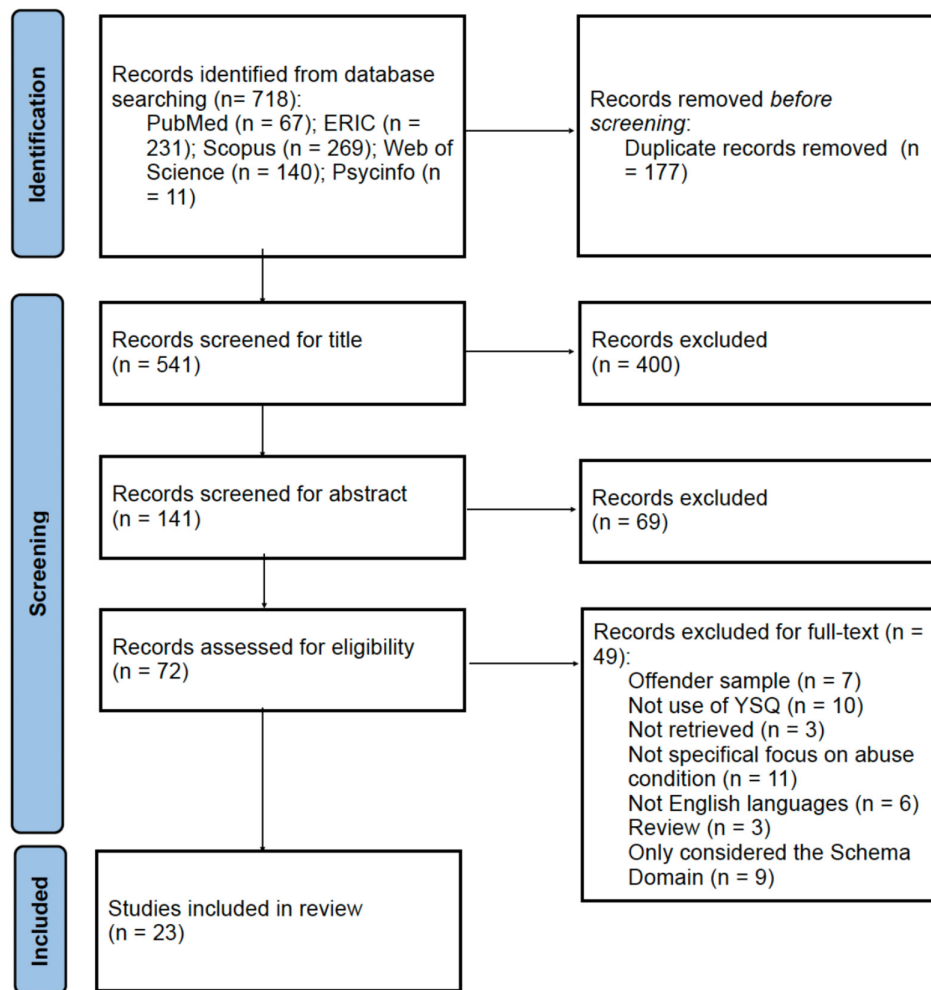 Identification
Records identified from database
searching (n= 718):
PubMed (n = 67); ERIC (n =
231); Scopus (n = 269); Web of
Science (n = 140); Psycinfo (n
= 11)
Records removed before
screening:
Duplicate records removed (n
= 177)
Screening
Records screened for title
(n = 541)
Records excluded
(n = 400)
Records screened for abstract
(n = 141)
Records excluded
(n = 69)
Records assessed for eligibility
(n = 72)
Records excluded for full-text (n =
49):
Offender sample (n = 7)
Not use of YSQ (n = 10)
Not retrieved (n = 3)
Not specifical focus on abuse
condition (n = 11)
Not English languages (n = 6)
Review (n = 3)
Only considered the Schema
Domain (n = 9)
Included
Studies included in review
(n = 23)